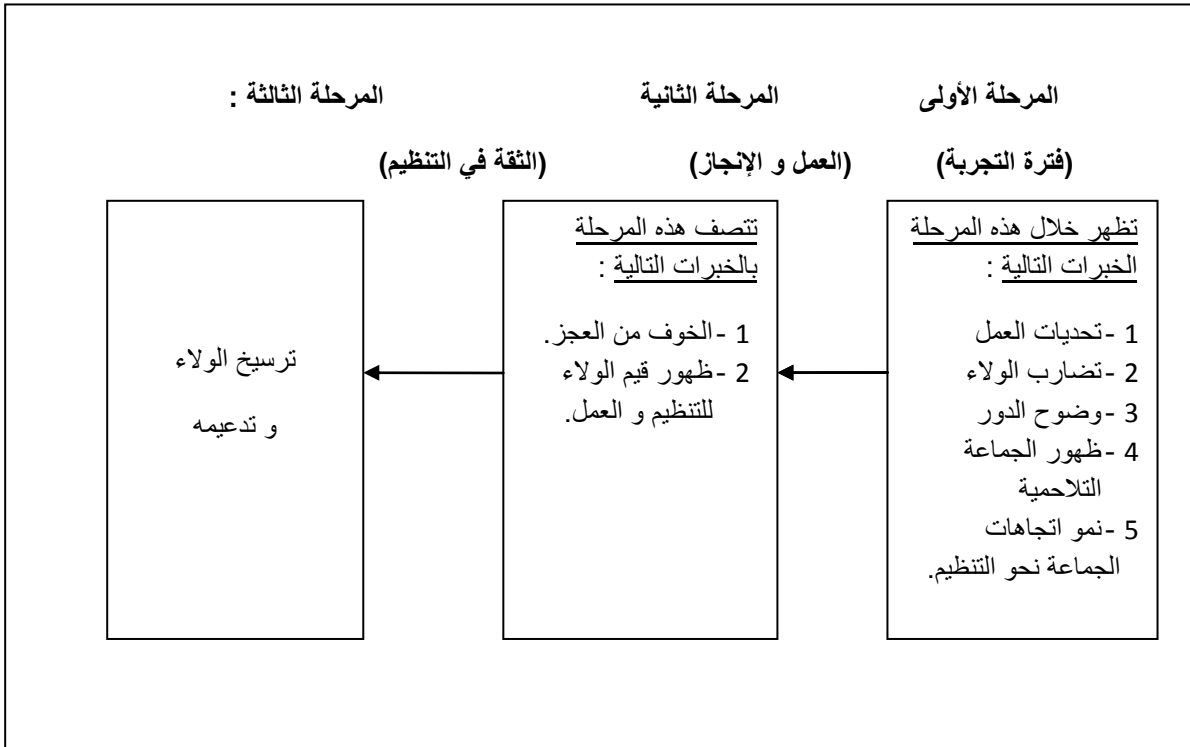 المرحلة الأولى
المرحلة الثانية
المرحلة الثالثة :
(فترة التجربة)
(العمل و الإنجاز)
(الثقة في التنظيم)
تظهر خلال هذه المرحلة
الخبرات التالية :
1 -تحديات العمل
2 -تضارب الولاء
3 -وضوح الدور
4 -ظهور الجماعة
التلاحمية
5 -نمو اتجاهات
الجماعة نحو التنظيم.
تتصف هذه المرحلة
بالخبرات التالية :
1 -الخوف من العجز.
2 -ظهور قيم الولاء
للتنظيم و العمل.
ترسيخ الولاء
و تدعيمه